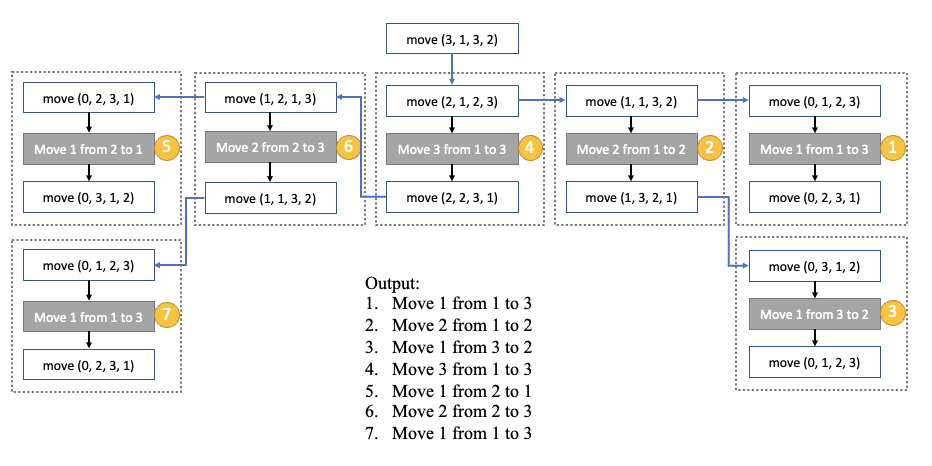 move (3, 1, 3, 2)
move (0, 2, 3, 1)
Move 1 from 2 to 1
5
move (0, 3, 1, 2)
move (1, 2, 1, 3)
Move 2 from 2 to 3
6
move (1, 1, 3, 2)
move (2, 1, 2, 3)
Move 3 from 1 to 3
4
move (2, 2, 3, 1)
move (1, 1, 3, 2)
Move 2 from 1 to 2
2
move (1, 3, 2, 1)
move (0, 1, 2, 3)
Move 1 from 1 to 3
1
move (0, 2, 3, 1)
move (0, 1, 2, 3)
Move 1 from 1 to 3
7
move (0, 2, 3, 1)
move (0, 3, 1, 2)
Move 1 from 3 to 2
3
move (0, 1, 2, 3)
Output:
1. Move 1 from 1 to 3
2. Move 2 from 1 to 2
3. Move 1 from 3 to 2
4. Move 3 from 1 to 3
5. Move 1 from 2 to 1
6. Move 2 from 2 to 3
7. Move 1 from 1 to 3